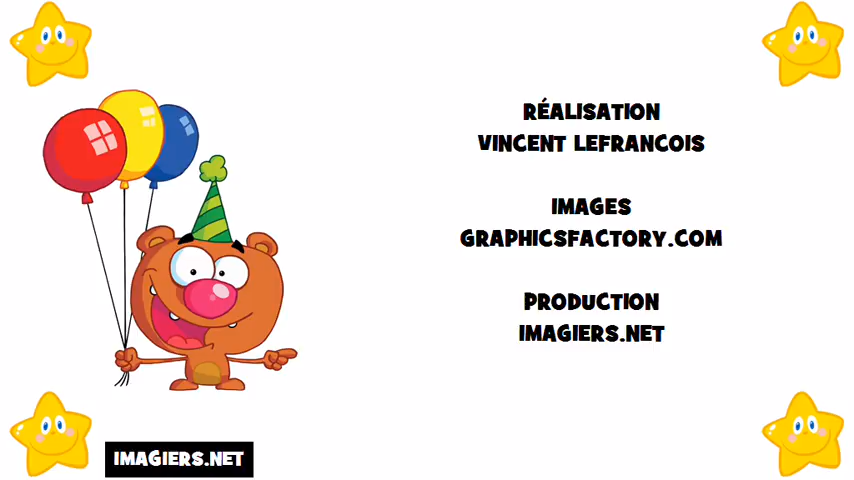 RÉALISATION
VINCENT LEFRANCOIS
IMAGES
GRAPHICSFACTORY.COM
PRODUCTION
IMAGIERS.NET
IMAGIERS.NET